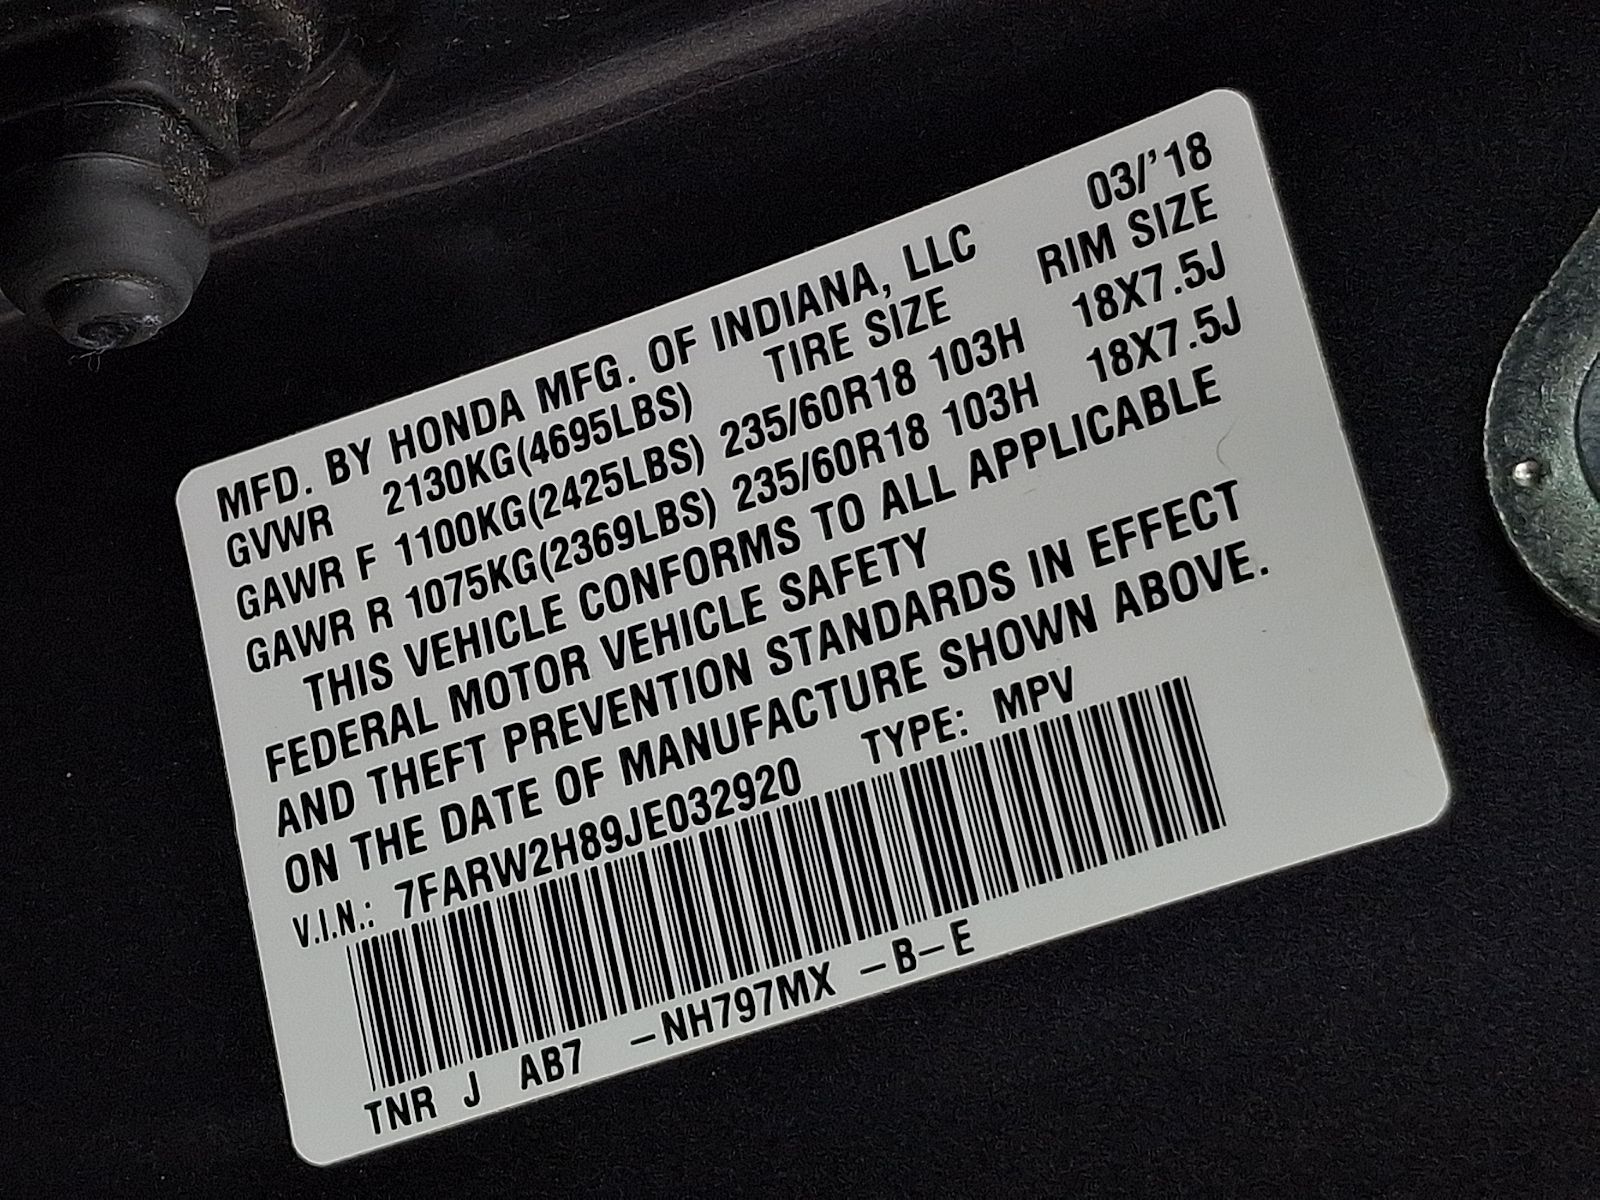 MFD. BY HONDA MFG. OF INDIANA, LLC 03/'18
GVWR 2130KG(4695LBS) TIRE SIZE RIM SIZE
GAWR F 1100KG(2425LBS) 235/60R18 103H 18X7.5J
GAWR R 1075KG(2369LBS) 235/60R18 103H 18X7.5J
THIS VEHICLE CONFORMS TO ALL APPLICABLE
FEDERAL MOTOR VEHICLE SAFETY
AND THEFT PREVENTION STANDARDS IN EFFECT
ON THE DATE OF MANUFACTURE SHOWN ABOVE.
V.I.N.: 7FARW2H89JE032920 TYPE: MPV
TNR J AB7 -NH797MX -B-E